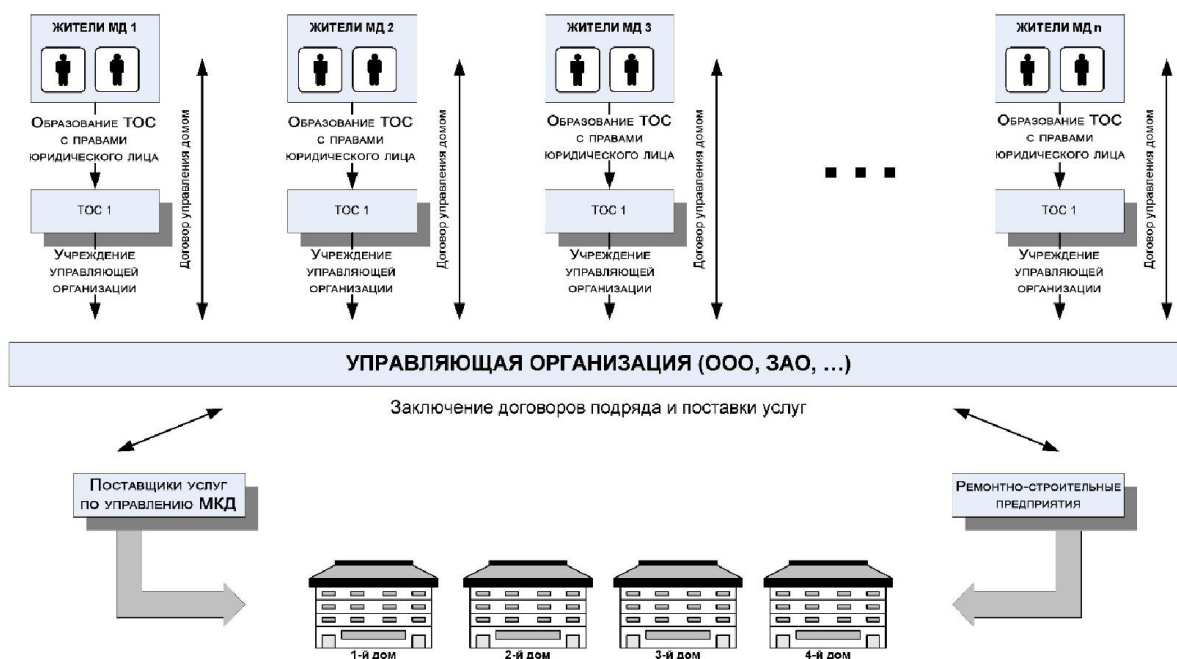 ЖИТЕЛИ МД 1
ЖИТЕЛИ МД 2
ЖИТЕЛИ МД 3
ЖИТЕЛИ МД n
ОБРАЗОВАНИЕ ТОС
С ПРАВАМИ
ЮРИДИЧЕСКОГО ЛИЦА
ОБРАЗОВАНИЕ ТОС
С ПРАВАМИ
ЮРИДИЧЕСКОГО ЛИЦА
ОБРАЗОВАНИЕ ТОС
С ПРАВАМИ
ЮРИДИЧЕСКОГО ЛИЦА
ОБРАЗОВАНИЕ ТОС
С ПРАВАМИ
ЮРИДИЧЕСКОГО ЛИЦА
Договор управления домом
Договор управления домом
Договор управления домом
Договор управления домом
ТОС 1
ТОС 1
ТОС 1
ТОС 1
УЧРЕЖДЕНИЕ
УПРАВЛЯЮЩЕЙ
ОРГАНИЗАЦИИ
УЧРЕЖДЕНИЕ
УПРАВЛЯЮЩЕЙ
ОРГАНИЗАЦИИ
УЧРЕЖДЕНИЕ
УПРАВЛЯЮЩЕЙ
ОРГАНИЗАЦИИ
УЧРЕЖДЕНИЕ
УПРАВЛЯЮЩЕЙ
ОРГАНИЗАЦИИ
УПРАВЛЯЮЩАЯ ОРГАНИЗАЦИЯ (ООО, ЗАО, ...)
Заключение договоров подряда и поставки услуг
ПОСТАВЩИКИ УСЛУГ
ПО УПРАВЛЕНИЮ МКД
РЕМОНТНО-СТРОИТЕЛЬНЫЕ
ПРЕДПРИЯТИЯ
1-й дом
2-й дом
3-й дом
4-й дом